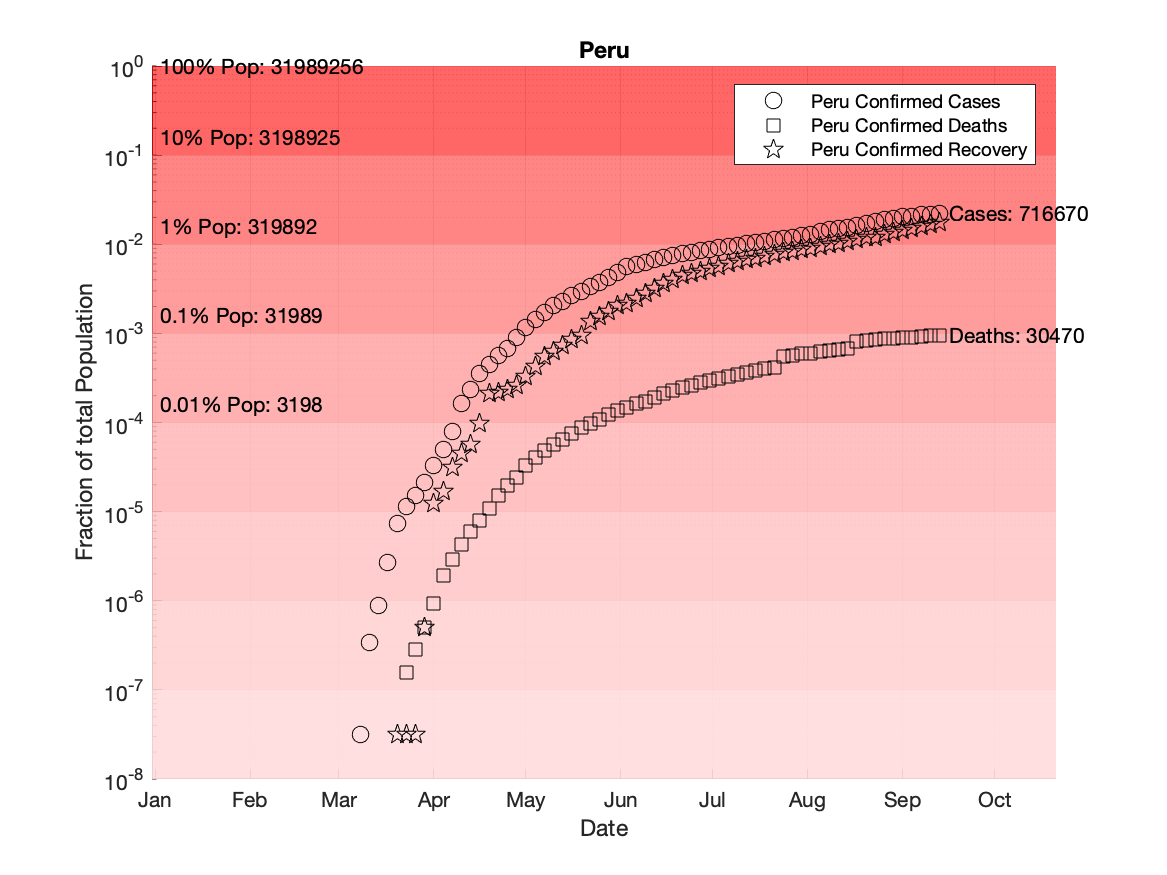 Peru
10^0
100% Pop: 31989256
Peru Confirmed Cases
Peru Confirmed Deaths
Peru Confirmed Recovery
10% Pop: 3198925
10^-1
1% Pop: 319892
Cases: 716670
10^-2
0.1% Pop: 31989
10^-3
Deaths: 30470
0.01% Pop: 3198
10^-4
10^-5
10^-6
10^-7
10^-8
Fraction of total Population
Jan Feb Mar Apr May Jun Jul Aug Sep Oct
Date